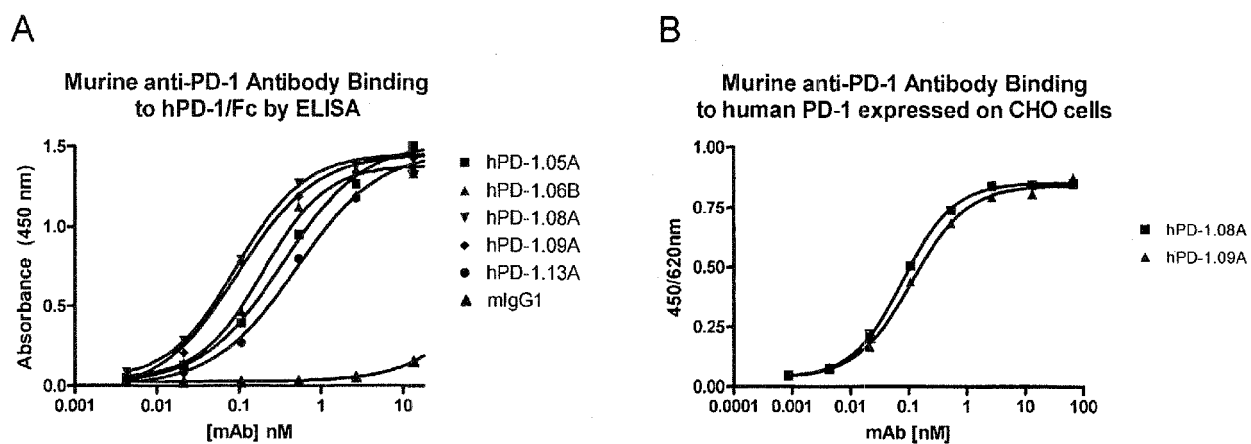 A
Murine anti-PD-1 Antibody Binding
to hPD-1/Fc by ELISA
Absorbance (450 nm)
1.5
1.0
0.5
0.0
0.001
0.01
0.1
1
10
[mAb] nM
hPD-1.05A
hPD-1.06B
hPD-1.08A
hPD-1.09A
hPD-1.13A
mIgG1
B
Murine anti-PD-1 Antibody Binding
to human PD-1 expressed on CHO cells
450/620nm
1.00
0.75
0.50
0.25
0.00
0.0001
0.001
0.01
0.1
1
10
100
mAb [nM]
hPD-1.08A
hPD-1.09A